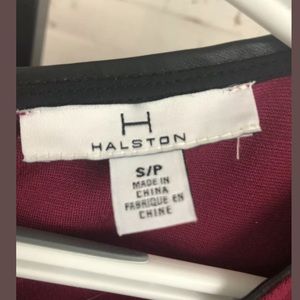 H
HALSTON
S/P
MADE IN
CHINA
FABRIQUE EN
CHINE